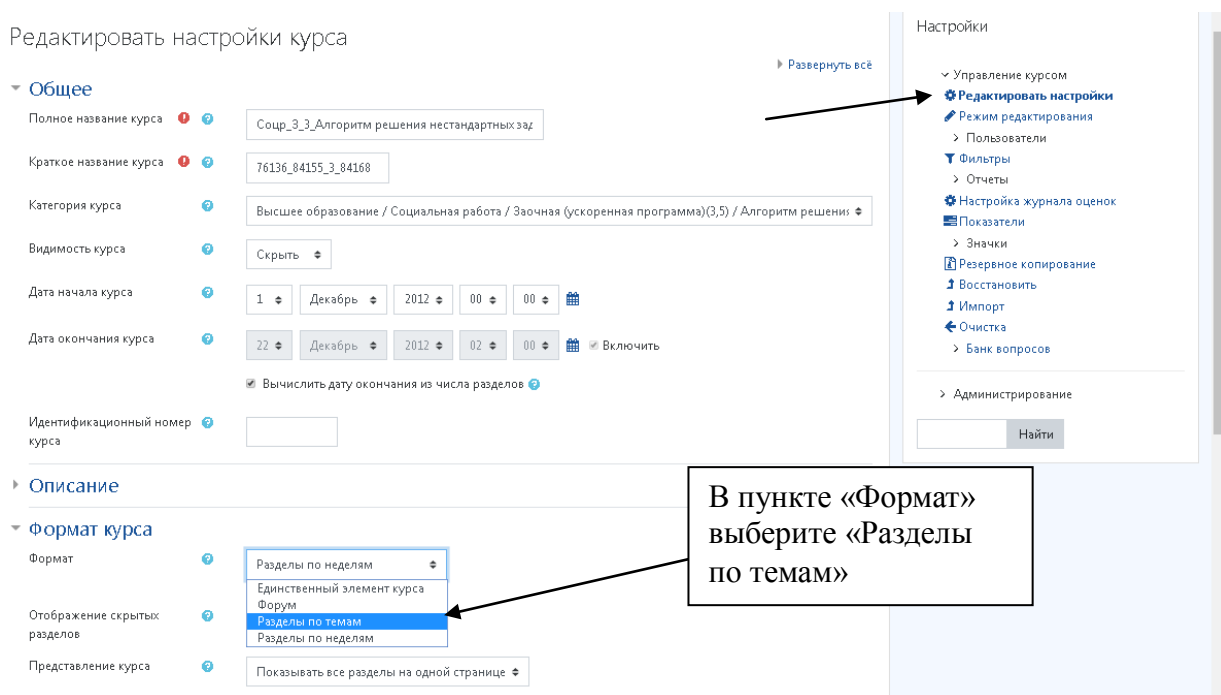 Редактировать настройки курса
Развернуть всё
Общее
Полное название курса
Соцр_3_3_Алгоритм решения нестандартных зад
Краткое название курса
76136_84155_3_84168
Категория курса
Высшее образование / Социальная работа / Заочная (ускоренная программа)(3,5) / Алгоритм решения
Видимость курса
Скрыть
Дата начала курса
1 Декабрь 2012 00 00
Дата окончания курса
22 Декабрь 2012 02 00 Включить
Вычислить дату окончания из числа разделов
Идентификационный номер
курса
Описание
Формат курса
Формат
Разделы по неделям
Единственный элемент курса
Форум
Разделы по темам
Разделы по неделям
Отображение скрытых
разделов
Представление курса
Показывать все разделы на одной странице
В пункте «Формат»
выберите «Разделы
по темам»
Настройки
Управление курсом
Редактировать настройки
Режим редактирования
Пользователи
Фильтры
Отчеты
Настройка журнала оценок
Показатели
Значки
Резервное копирование
Восстановить
Импорт
Очистка
Банк вопросов
Администрирование
Найти